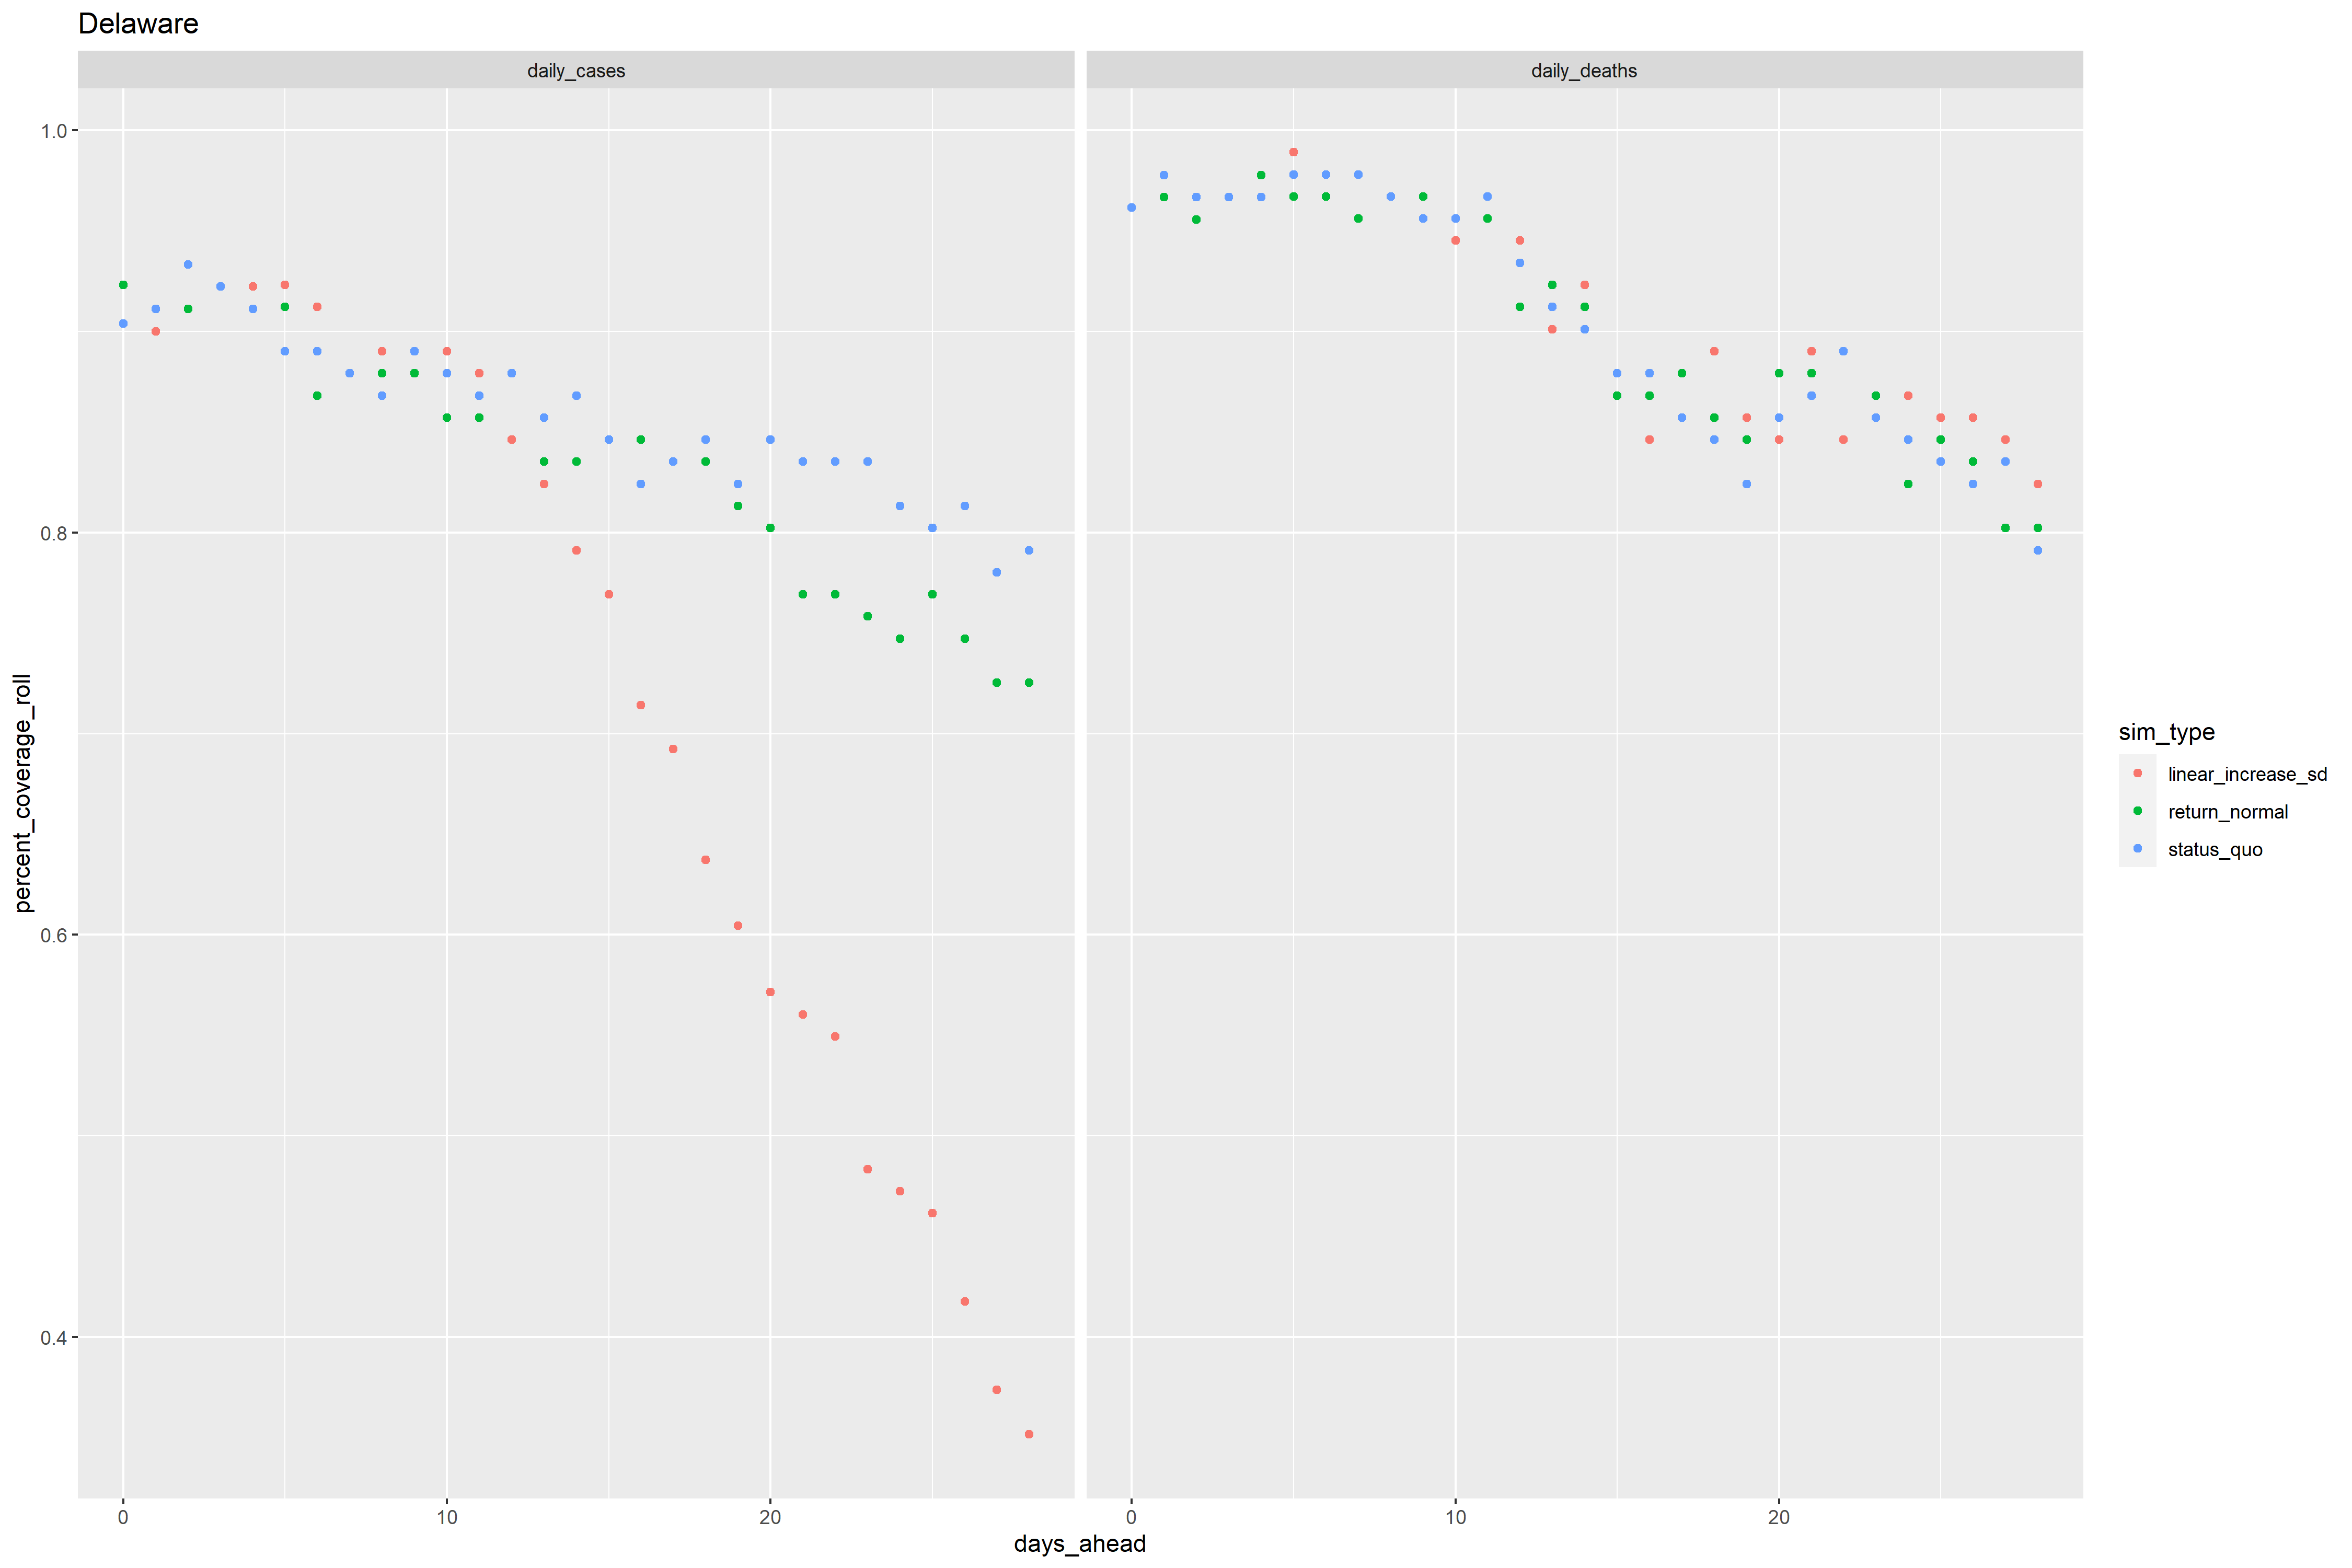 Delaware
daily_cases
daily_deaths
1.0
0.8
0.6
0.4
percent_coverage_roll
0
10
20
0
10
20
days_ahead
sim_type
linear_increase_sd
return_normal
status_quo